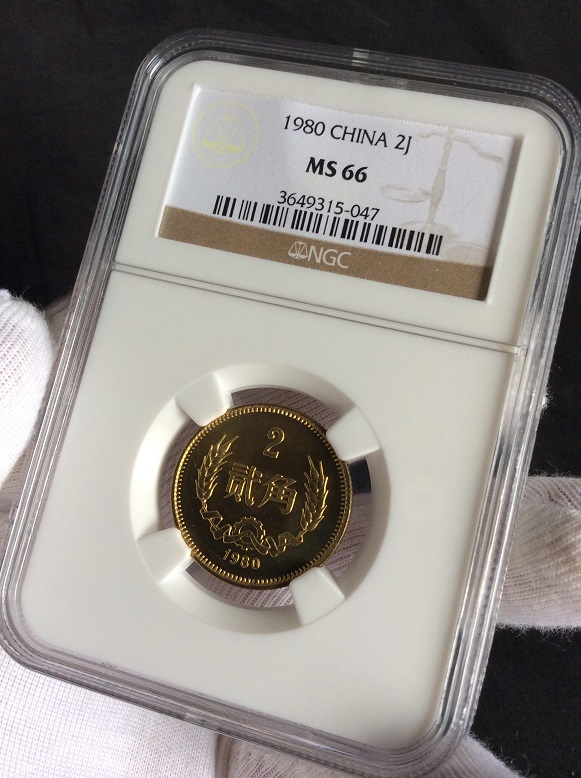 1980 CHINA 2J
MS 66
3649315-047
NGC
2
贰角
1980